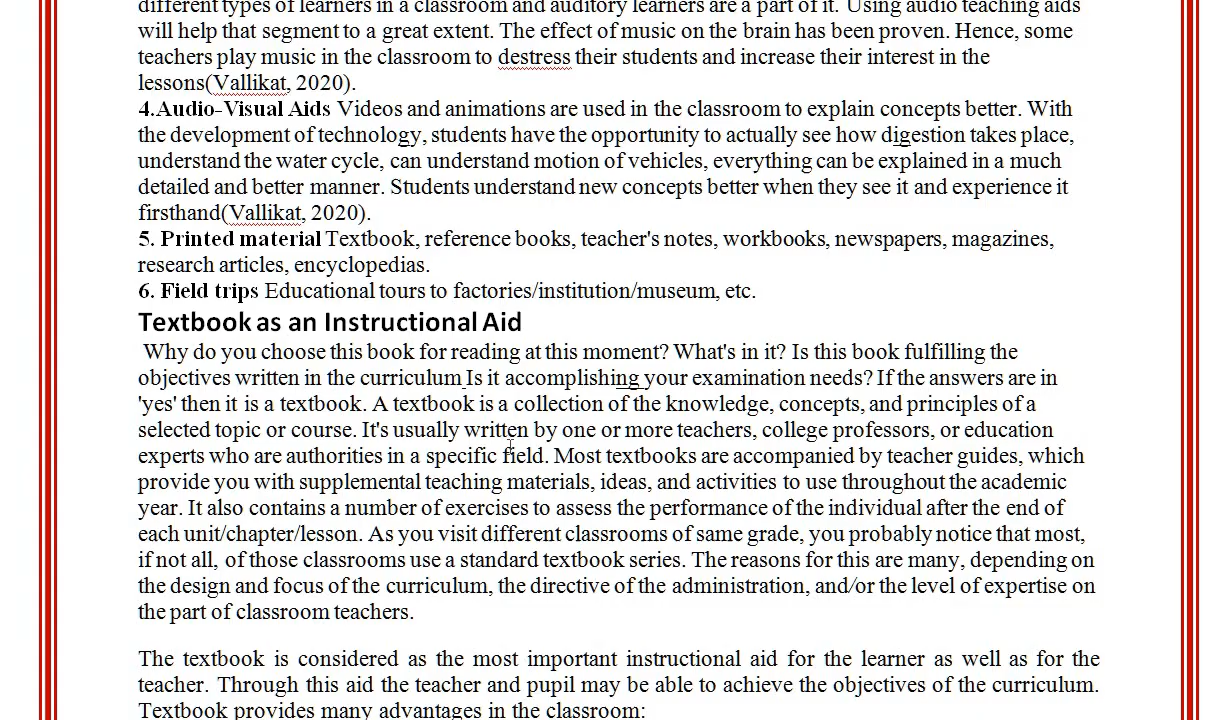 different types of learners in a classroom and auditory learners are a part of it. Using audio teaching aids
will help that segment to a great extent. The effect of music on the brain has been proven. Hence, some
teachers play music in the classroom to destress their students and increase their interest in the
lessons(Vallikat, 2020).
4.Audio-Visual Aids Videos and animations are used in the classroom to explain concepts better. With
the development of technology, students have the opportunity to actually see how digestion takes place,
understand the water cycle, can understand motion of vehicles, everything can be explained in a much
detailed and better manner. Students understand new concepts better when they see it and experience it
firsthand(Vallikat, 2020).
5. Printed material Textbook, reference books, teacher's notes, workbooks, newspapers, magazines,
research articles, encyclopedias.
6. Field trips Educational tours to factories/institution/museum, etc.
Textbook as an Instructional Aid
Why do you choose this book for reading at this moment? What's in it? Is this book fulfilling the
objectives written in the curriculum Is it accomplishing your examination needs? If the answers are in
'yes' then it is a textbook. A textbook is a collection of the knowledge, concepts, and principles of a
selected topic or course. It's usually written by one or more teachers, college professors, or education
experts who are authorities in a specific field. Most textbooks are accompanied by teacher guides, which
provide you with supplemental teaching materials, ideas, and activities to use throughout the academic
year. It also contains a number of exercises to assess the performance of the individual after the end of
each unit/chapter/lesson. As you visit different classrooms of same grade, you probably notice that most,
if not all, of those classrooms use a standard textbook series. The reasons for this are many, depending on
the design and focus of the curriculum, the directive of the administration, and/or the level of expertise on
the part of classroom teachers.
The textbook is considered as the most important instructional aid for the learner as well as for the
teacher. Through this aid the teacher and pupil may be able to achieve the objectives of the curriculum.
Textbook provides many advantages in the classroom: